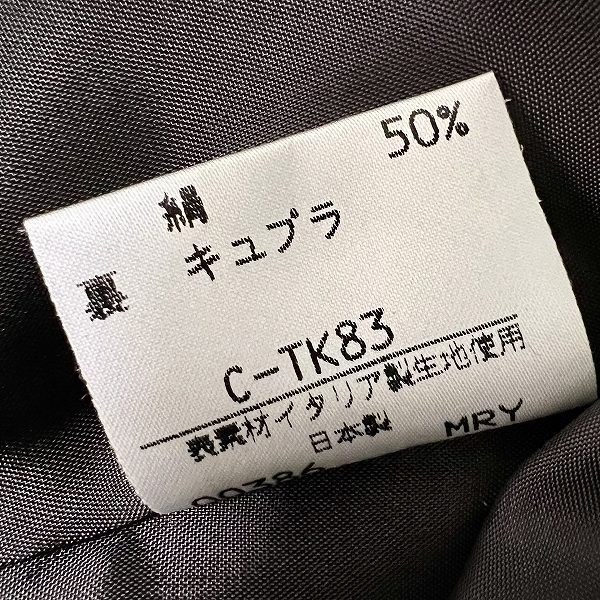 絹 50%
裏 キュプラ
C-TK83
表素材イタリア製生地使用
日本製 MRY
00386